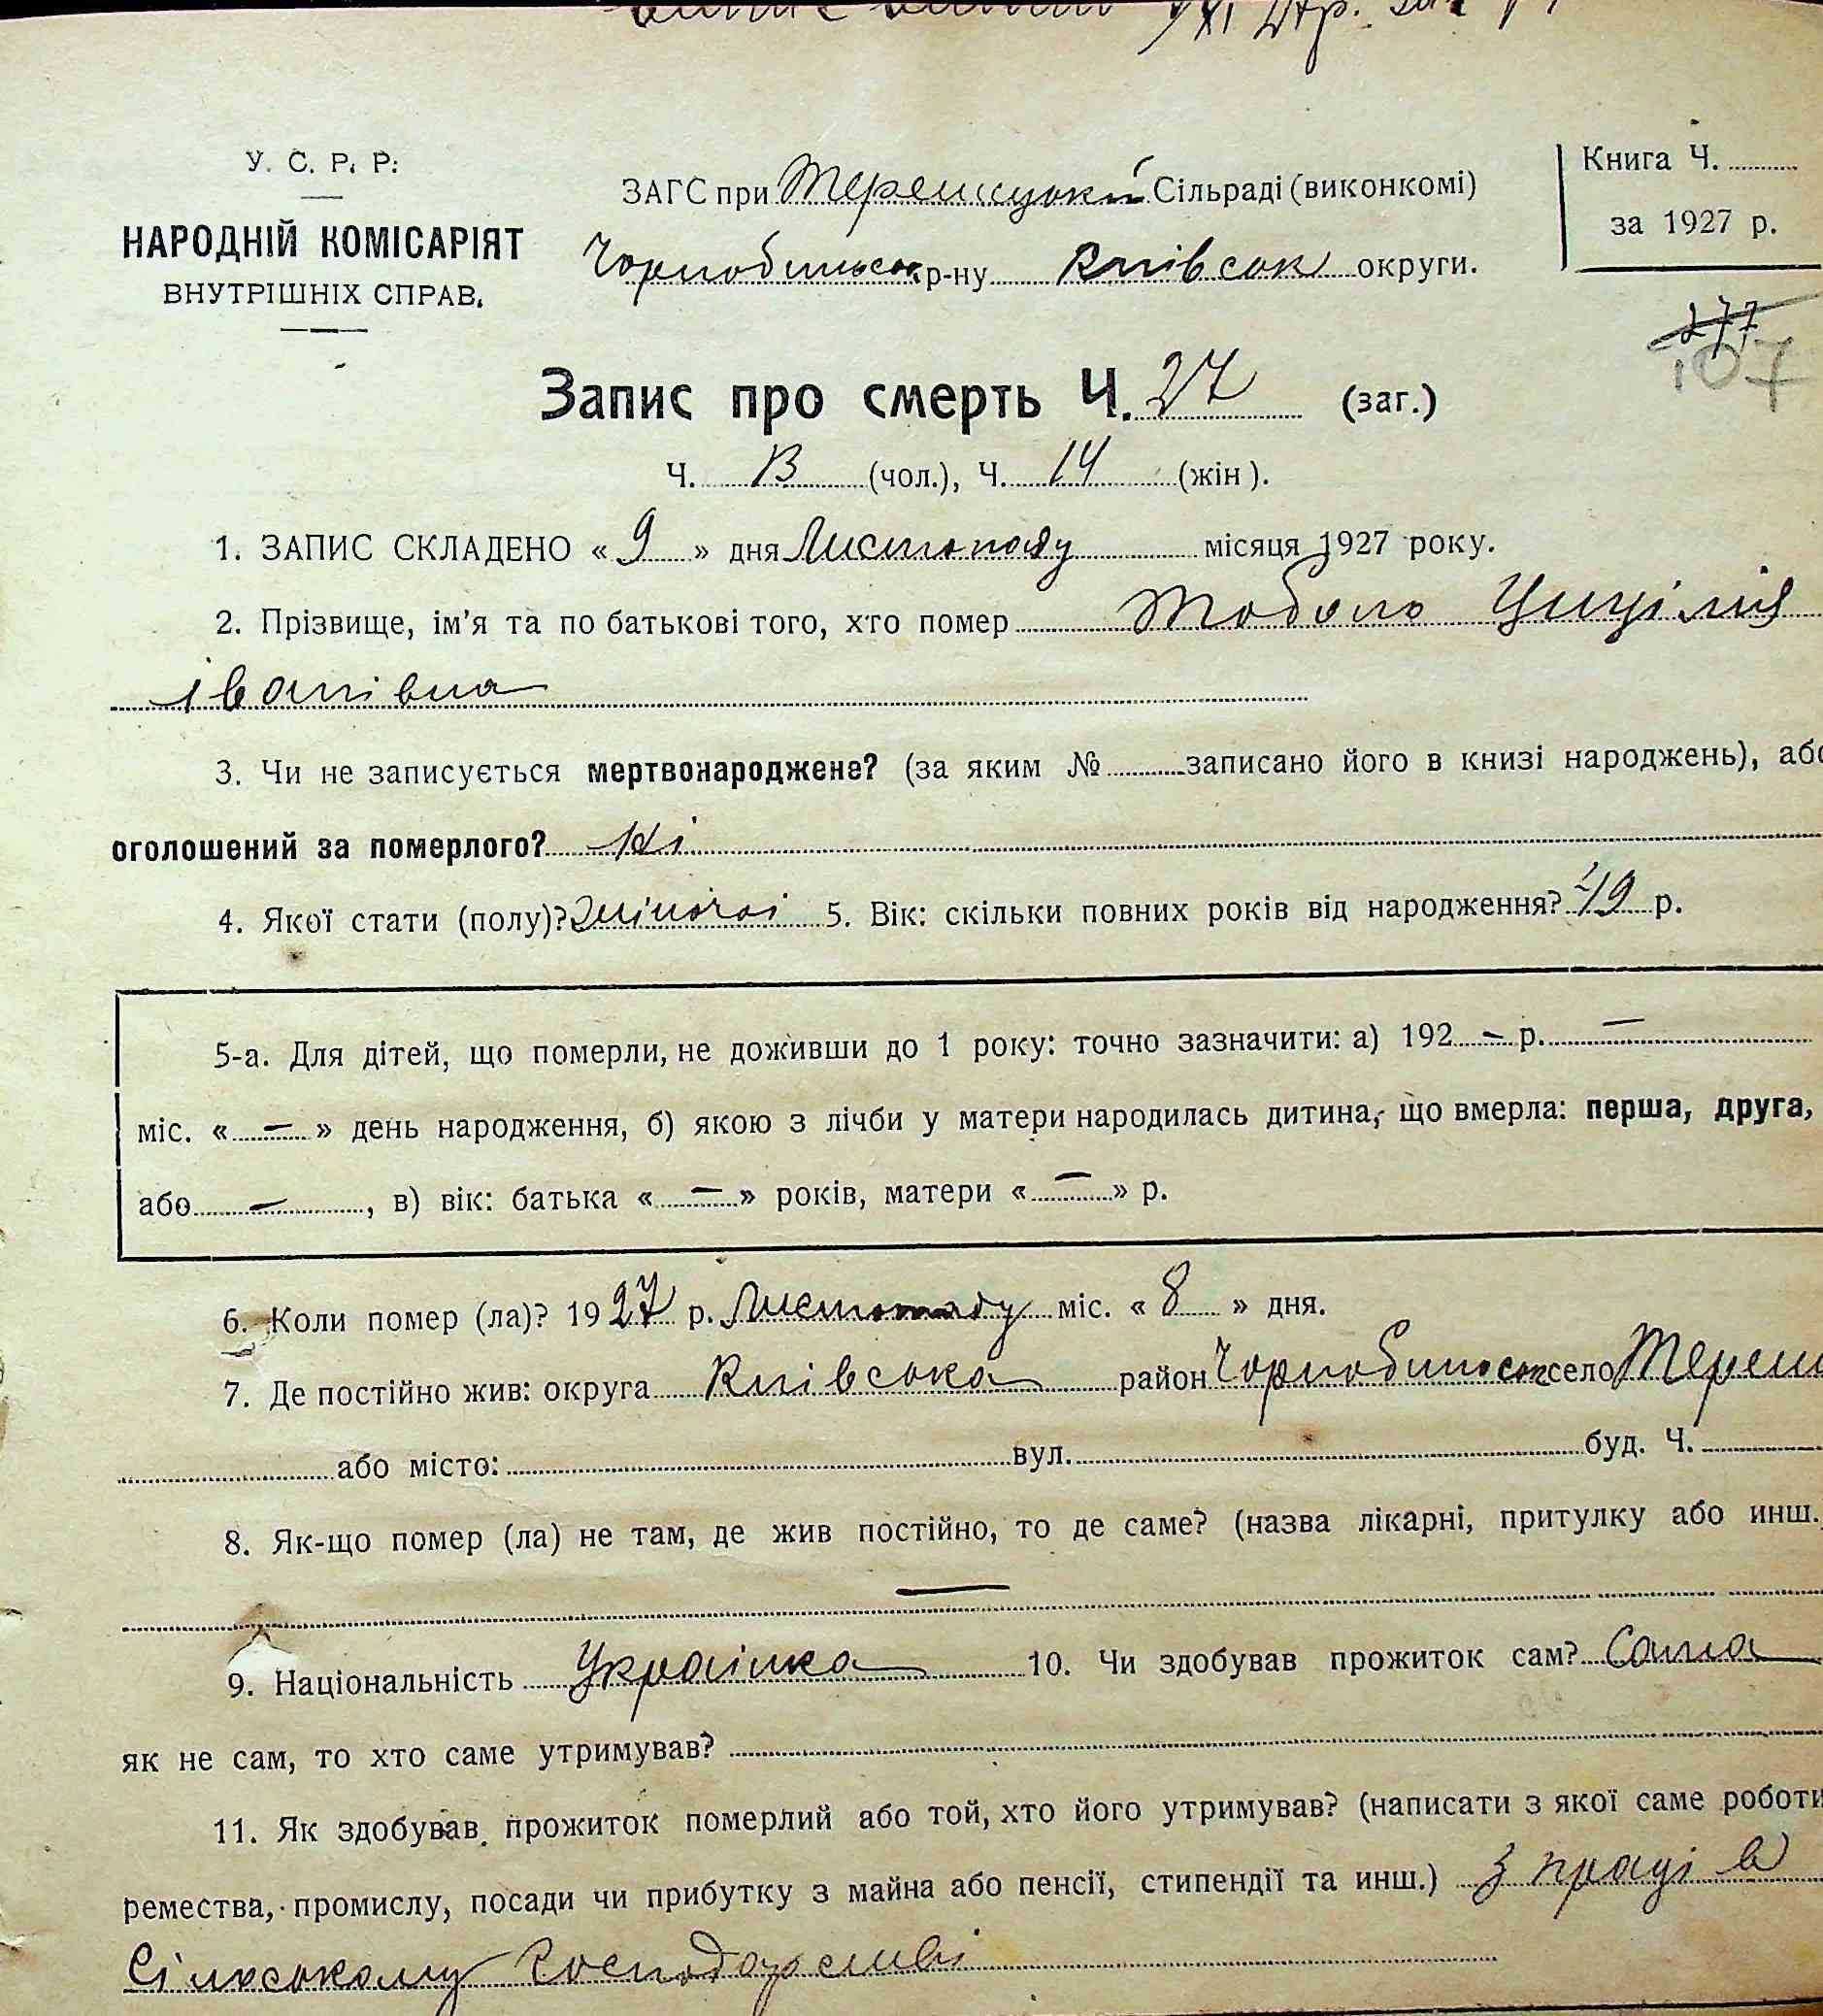 У. С. Р. Р.
НАРОДНІЙ КОМІСАРІЯТ
ВНУТРІШНІХ СПРАВ.
ЗАГС при Терешуцкій Сільраді (виконкомі)
Чорнобильськ р-ну Київськ округи.
Книга Ч.
за 1927 р.
277
107
Запис про смерть Ч. 27 (заг.)
Ч. 13 (чол.), Ч. 14 (жін).
1. ЗАПИС СКЛАДЕНО « 9 » дня Листопаду місяця 1927 року.
2. Прізвище, ім'я та по батькові того, хто помер Тоболь Цицілія
Іванівна
3. Чи не записується мертвонароджене? (за яким № записано його в книзі народжень), або
оголошений за померлого? Ні
4. Якої стати (полу)? жіночої 5. Вік: скільки повних років від народження? 49 р.
5-а. Для дітей, що померли, не доживши до 1 року: точно зазначити: а) 192 – р. –
міс. « – » день народження, б) якою з лічби у матери народилась дитина, що вмерла: перша, друга,
або – , в) вік: батька « – » років, матери « – » р.
6. Коли помер (ла)? 1927 р. Листопаду міс. « 8 » дня.
7. Де постійно жив: округа Київська район Чорнобильськ село Тереш
або місто: вул. буд. Ч.
8. Як-що помер (ла) не там, де жив постійно, то де саме? (назва лікарні, притулку або инш.
–
9. Національність Українка 10. Чи здобував прожиток сам? Сама
як не сам, то хто саме утримував?
11. Як здобував прожиток померлий або той, хто його утримував? (написати з якої саме роботи
ремества, промислу, посади чи прибутку з майна або пенсії, стипендії та инш.) З праці в
Сільському Господарстві